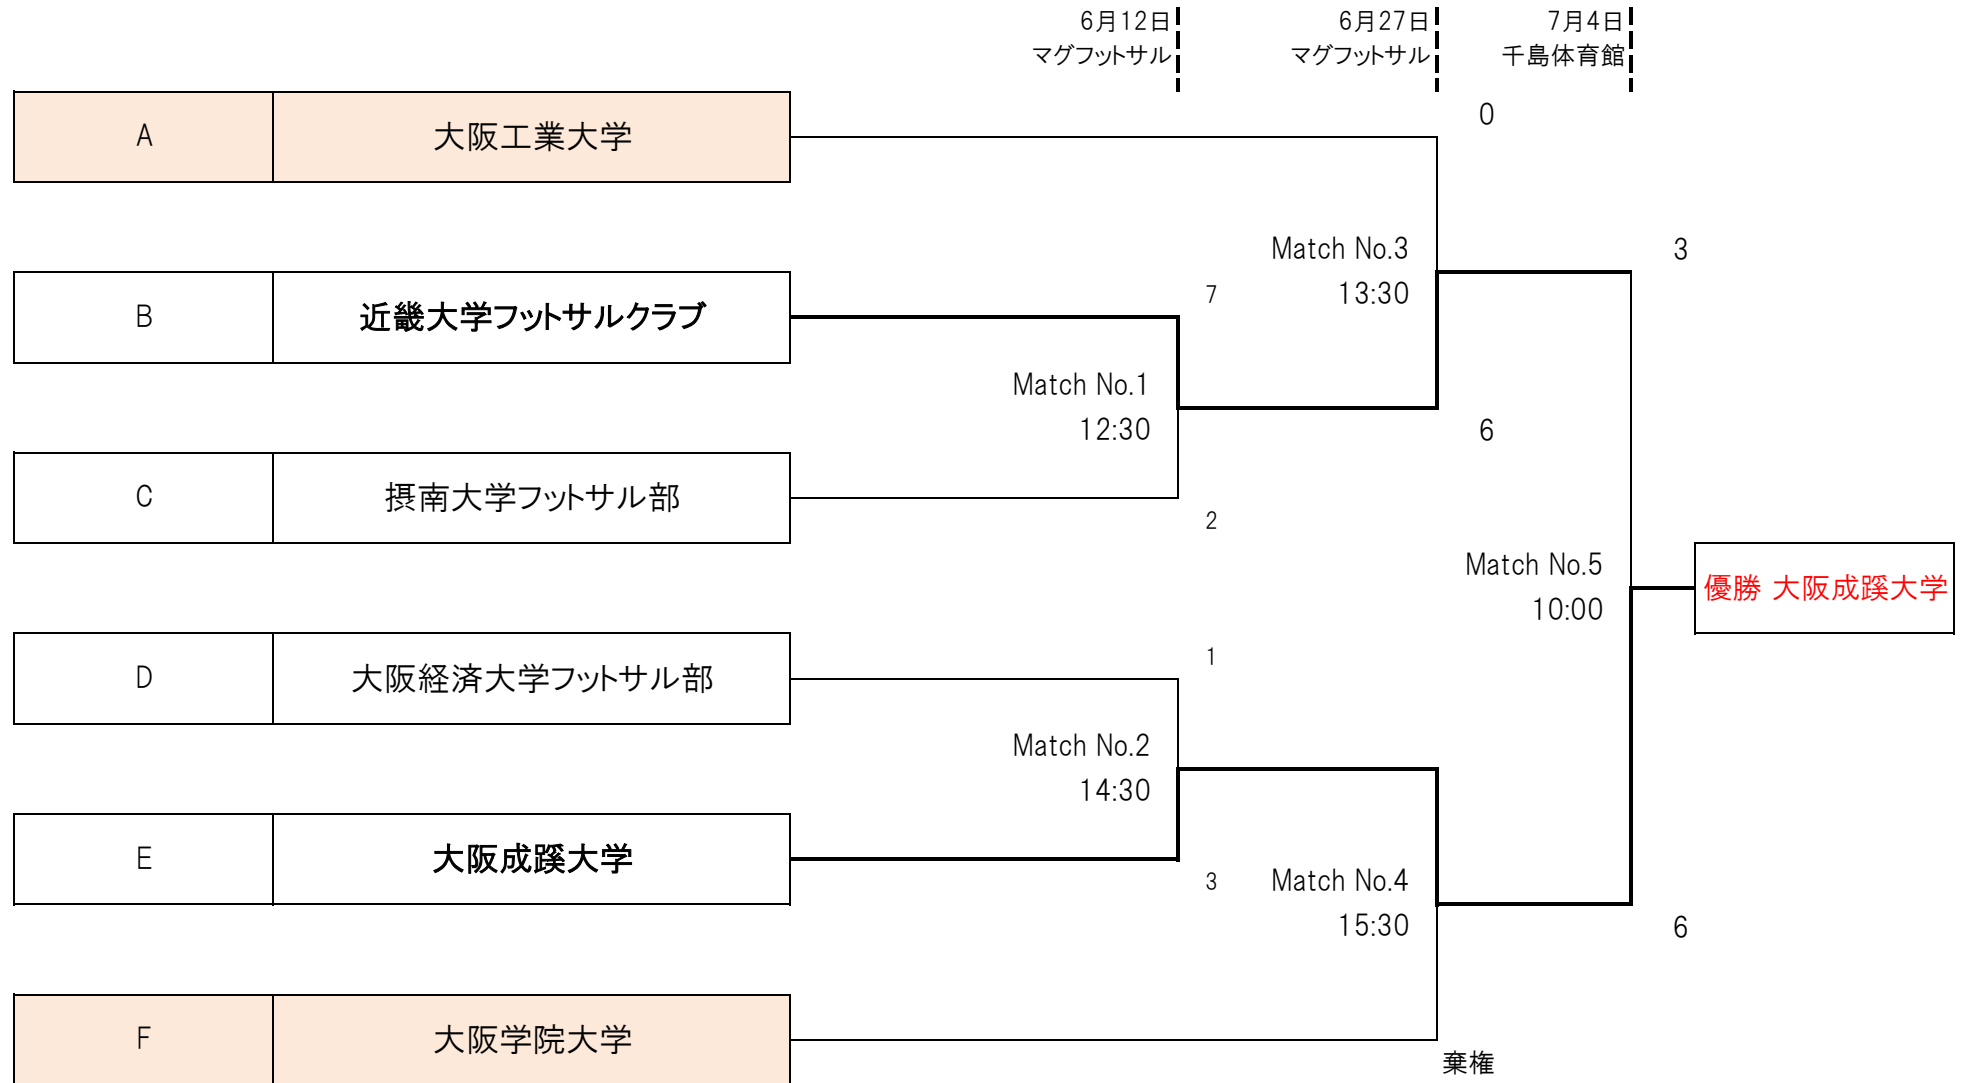 6月12日 6月27日 7月4日
マグフットサル マグフットサル 千島体育館
0
A 大阪工業大学
Match No.3 3
7 13:30
B 近畿大学フットサルクラブ
Match No.1
12:30 6
C 摂南大学フットサル部
2
Match No.5
優勝 大阪成蹊大学
10:00
1
D 大阪経済大学フットサル部
Match No.2
14:30
E 大阪成蹊大学
3 Match No.4
15:30 6
F 大阪学院大学
棄権